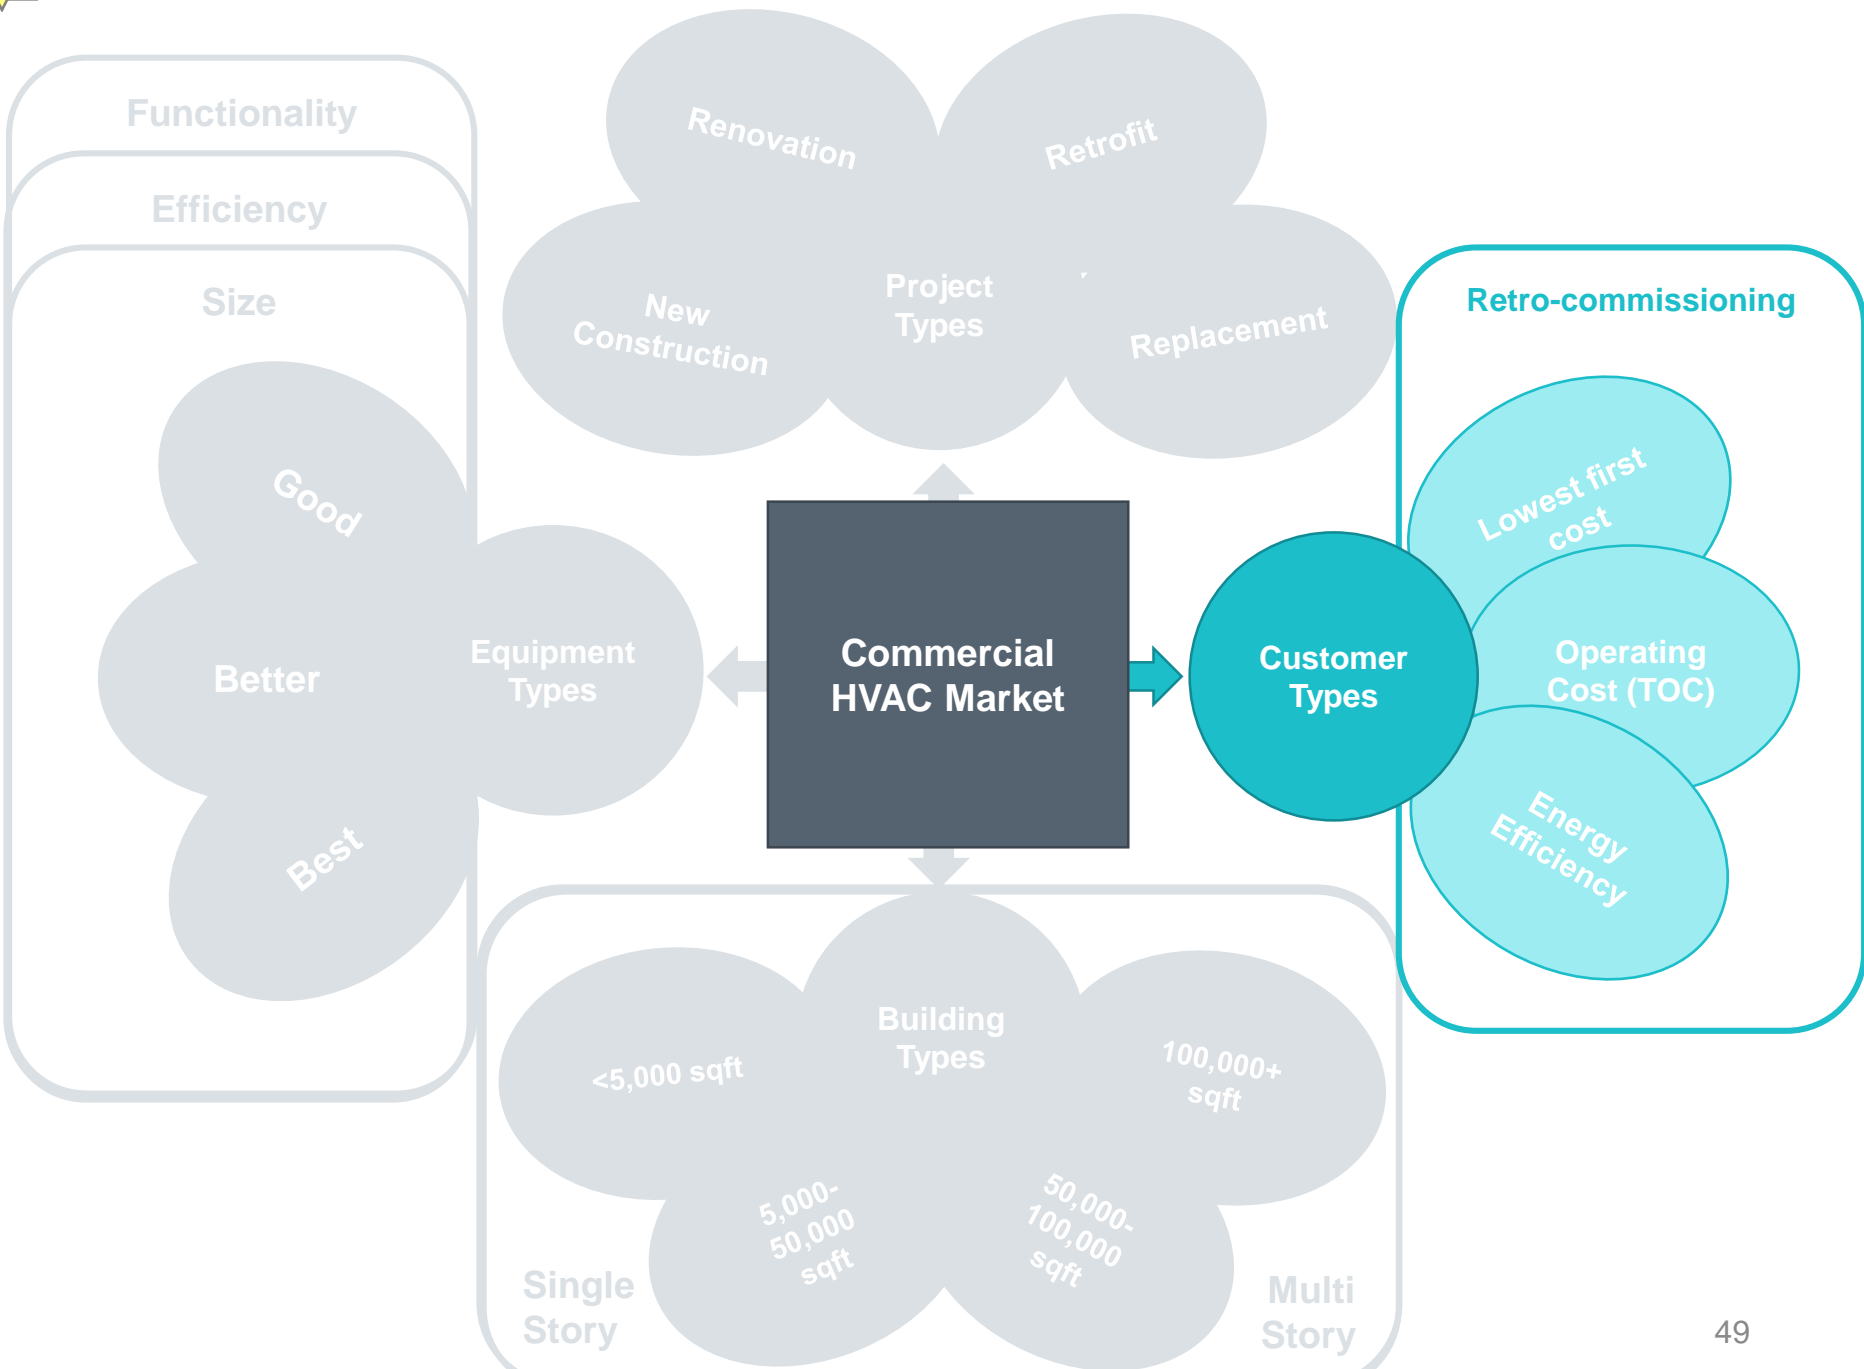 Functionality
Efficiency
Size
Good
Better
Best
Equipment
Types
Renovation
Retrofit
New
Construction
Project
Types
Replacement
Commercial
HVAC Market
Customer
Types
Retro-commissioning
Lowest first
cost
Operating
Cost (TOC)
Energy
Efficiency
Building
Types
<5,000 sqft
5,000-
50,000
sqft
50,000-
100,000
sqft
100,000+
sqft
Single
Story
Multi
Story
49